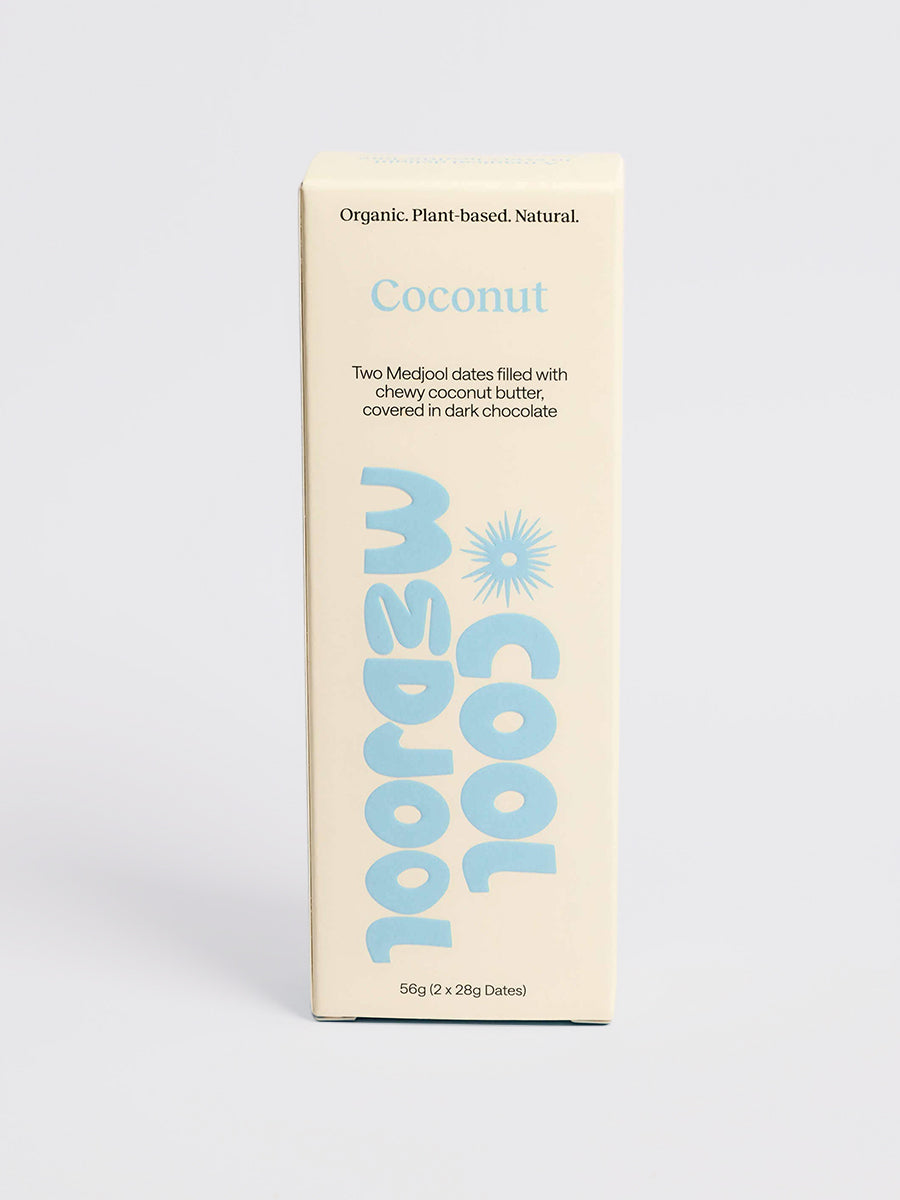 Organic. Plant-based. Natural.
Coconut
Two Medjool dates filled with
chewy coconut butter,
covered in dark chocolate
COOL
MEDJOOL
56g (2 x 28g Dates)